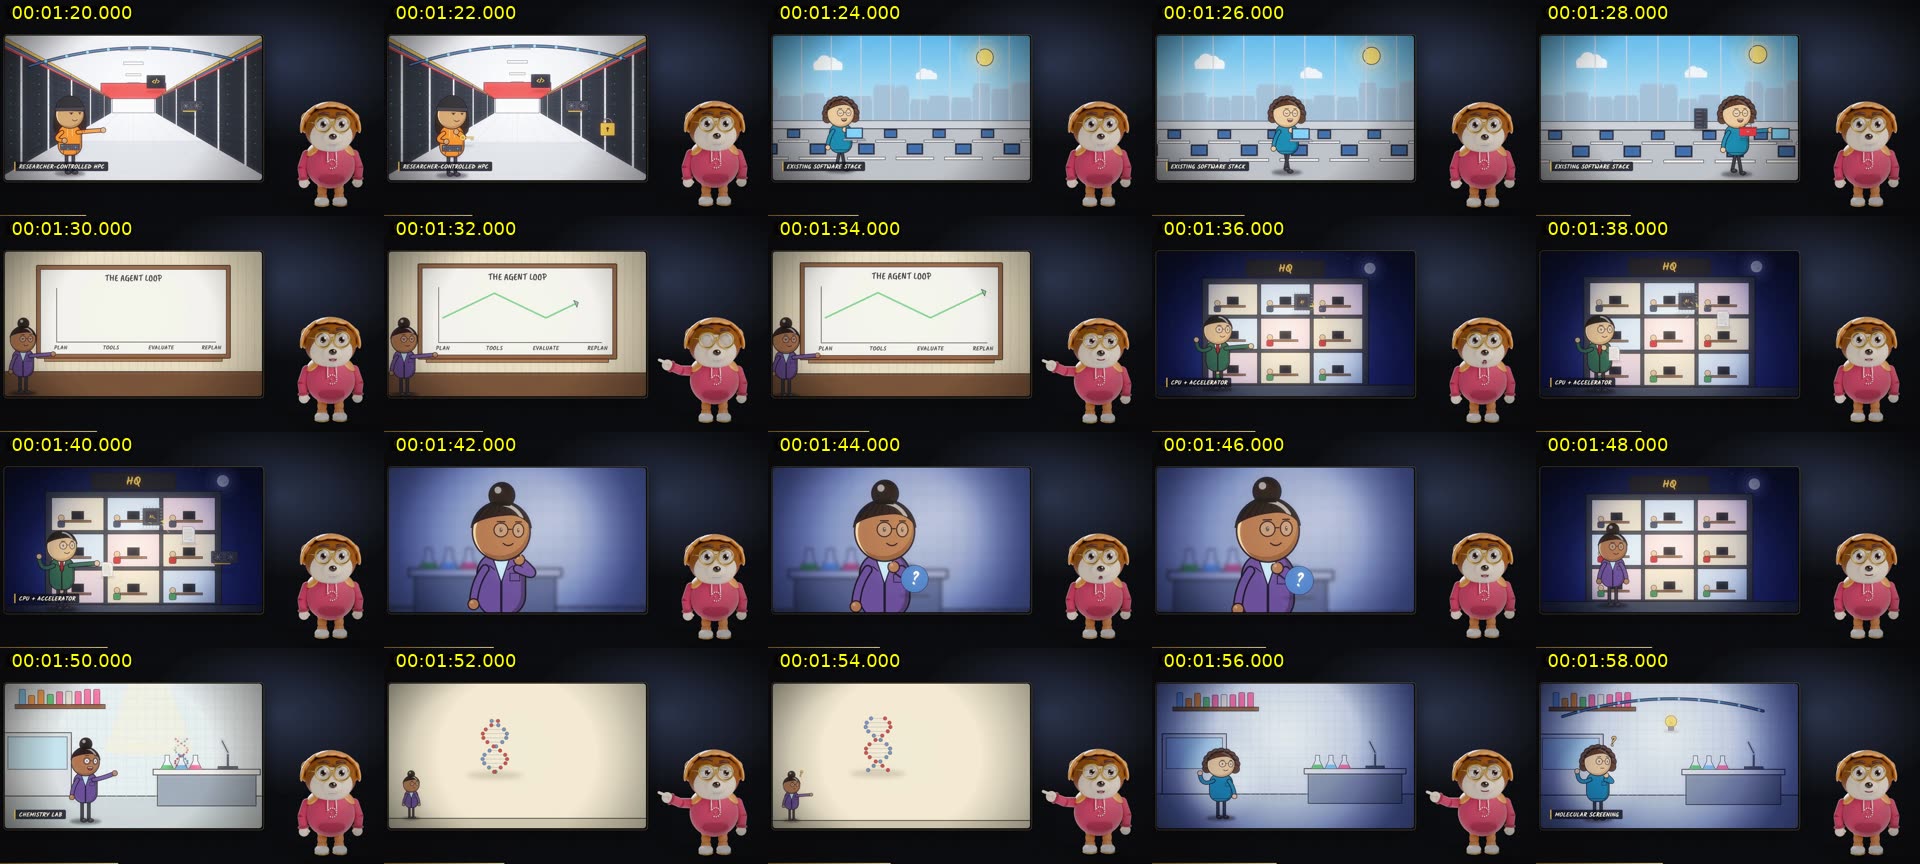 00:01:20.000
00:01:22.000
00:01:24.000
00:01:26.000
00:01:28.000
</>
RESEARCHER-CONTROLLED HPC
</>
RESEARCHER-CONTROLLED HPC
EXISTING SOFTWARE STACK
EXISTING SOFTWARE STACK
EXISTING SOFTWARE STACK
00:01:30.000
00:01:32.000
00:01:34.000
00:01:36.000
00:01:38.000
THE AGENT LOOP
PLAN TOOLS EVALUATE REPLAN
THE AGENT LOOP
PLAN TOOLS EVALUATE REPLAN
THE AGENT LOOP
PLAN TOOLS EVALUATE REPLAN
HQ
CPU + ACCELERATOR
HQ
CPU + ACCELERATOR
00:01:40.000
00:01:42.000
00:01:44.000
00:01:46.000
00:01:48.000
HQ
CPU + ACCELERATOR
?
?
HQ
00:01:50.000
00:01:52.000
00:01:54.000
00:01:56.000
00:01:58.000
CHEMISTRY LAB
?
MOLECULAR SCREENING